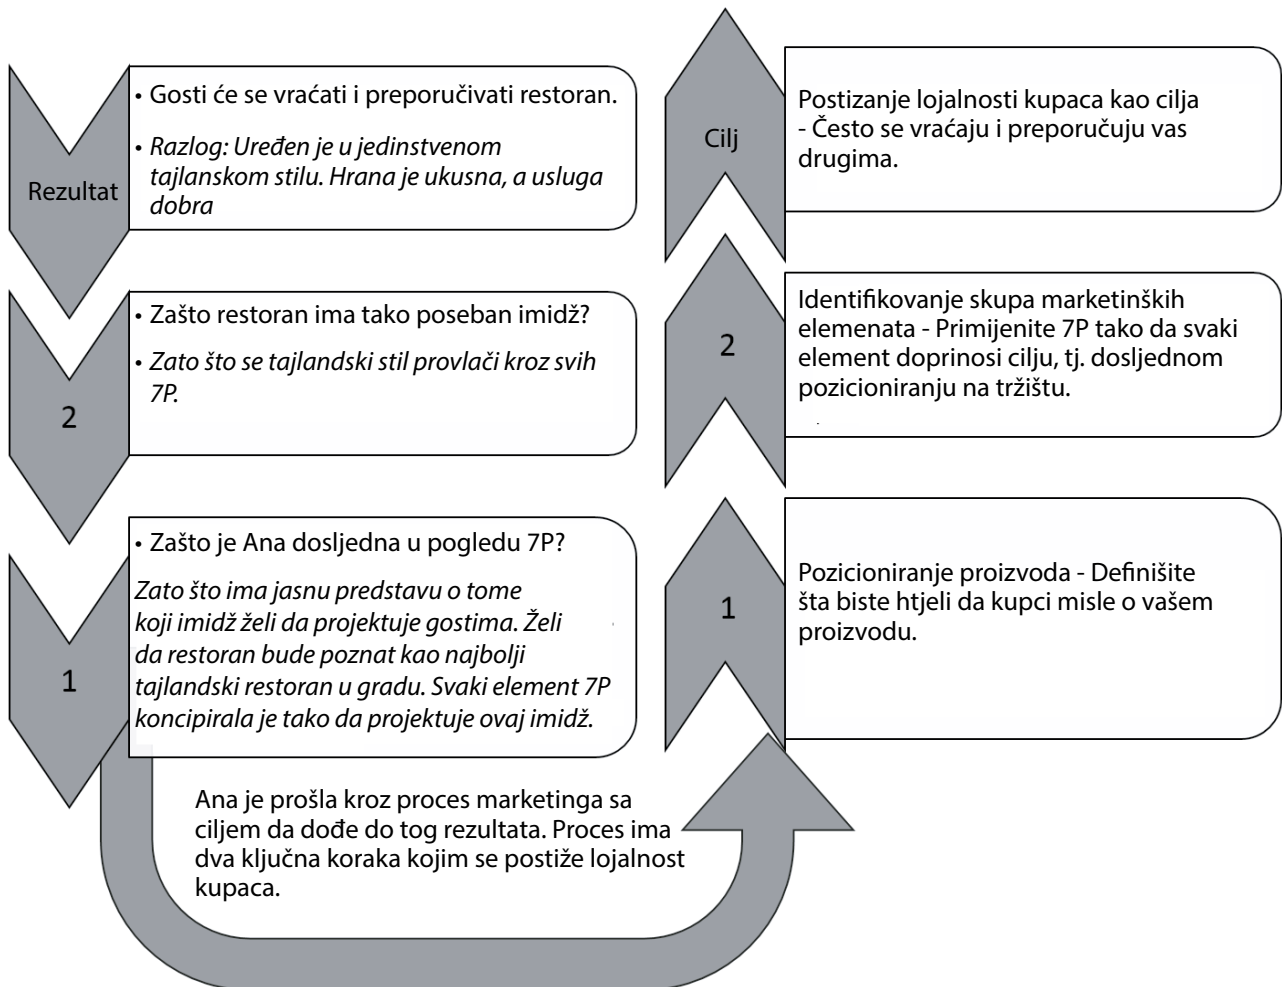 Rezultat
• Gosti će se vraćati i preporučivati restoran.
• Razlog: Uređen je u jedinstvenom
tajlanskom stilu. Hrana je ukusna, a usluga
dobra
2
• Zašto restoran ima tako poseban imidž?
• Zato što se tajlandski stil provlači kroz svih
7P.
1
• Zašto je Ana dosljedna u pogledu 7P?
Zato što ima jasnu predstavu o tome
koji imidž želi da projektuje gostima. Želi
da restoran bude poznat kao najbolji
tajlandski restoran u gradu. Svaki element 7P
koncipirala je tako da projektuje ovaj imidž.
Ana je prošla kroz proces marketinga sa
ciljem da dođe do tog rezultata. Proces ima
dva ključna koraka kojim se postiže lojalnost
kupaca.
Cilj
Postizanje lojalnosti kupaca kao cilja
- Često se vraćaju i preporučuju vas
drugima.
2
Identifikovanje skupa marketinških
elemenata - Primijenite 7P tako da svaki
element doprinosi cilju, tj. dosljednom
pozicioniranju na tržištu.
1
Pozicioniranje proizvoda - Definišite
šta biste htjeli da kupci misle o vašem
proizvodu.